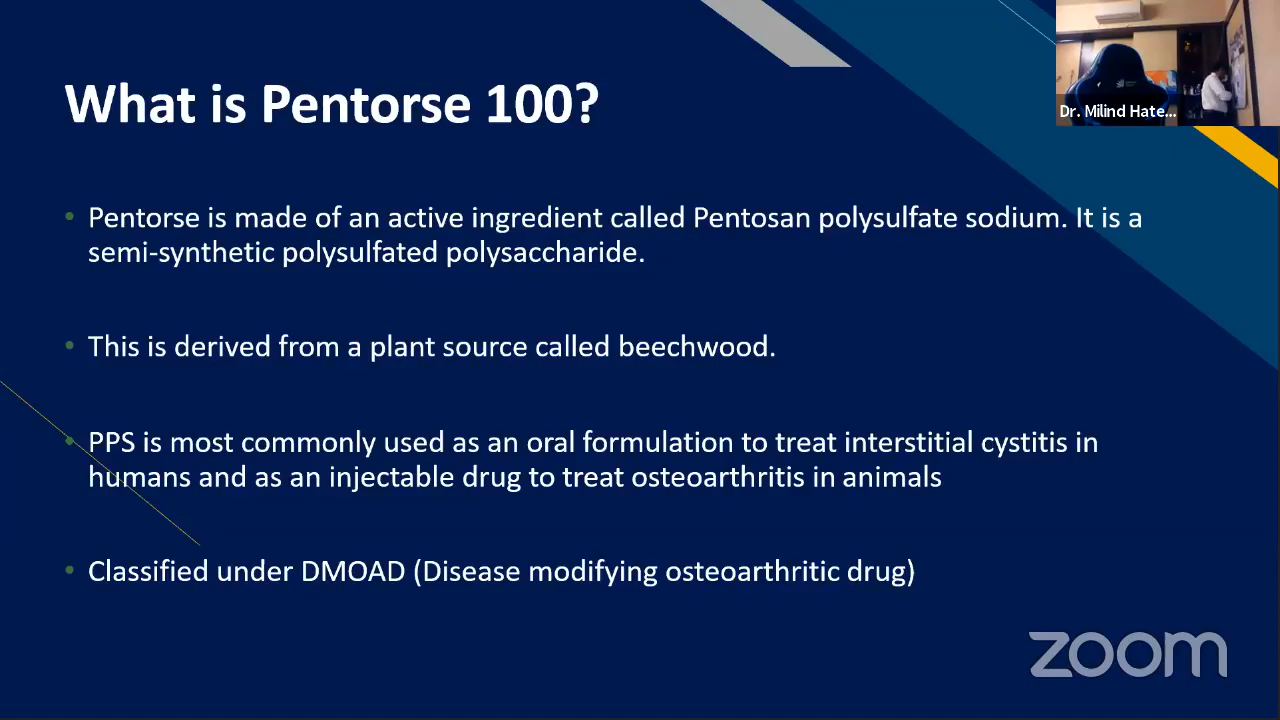 What is Pentorse 100?
Dr. Milind Hate...
• Pentorse is made of an active ingredient called Pentosan polysulfate sodium. It is a
semi-synthetic polysulfated polysaccharide.
• This is derived from a plant source called beechwood.
• PPS is most commonly used as an oral formulation to treat interstitial cystitis in
humans and as an injectable drug to treat osteoarthritis in animals
• Classified under DMOAD (Disease modifying osteoarthritic drug)
zoom